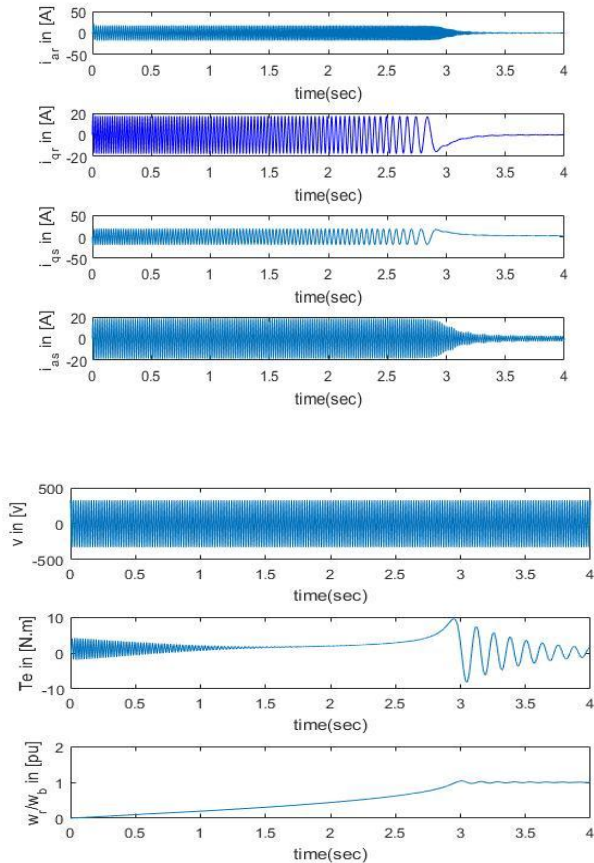 50
0
-50
i_ar in [A]
0 0.5 1 1.5 2 2.5 3 3.5 4
time(sec)
20
0
-20
i_qr in [A]
0 0.5 1 1.5 2 2.5 3 3.5 4
time(sec)
50
0
-50
i_qs in [A]
0 0.5 1 1.5 2 2.5 3 3.5 4
time(sec)
20
0
-20
i_as in [A]
0 0.5 1 1.5 2 2.5 3 3.5 4
time(sec)
500
0
-500
v in [v]
0 0.5 1 1.5 2 2.5 3 3.5 4
time(sec)
10
0
-10
Te in [N.m]
0 0.5 1 1.5 2 2.5 3 3.5 4
time(sec)
2
1
0
w_r/w_b in [pu]
0 0.5 1 1.5 2 2.5 3 3.5 4
time(sec)